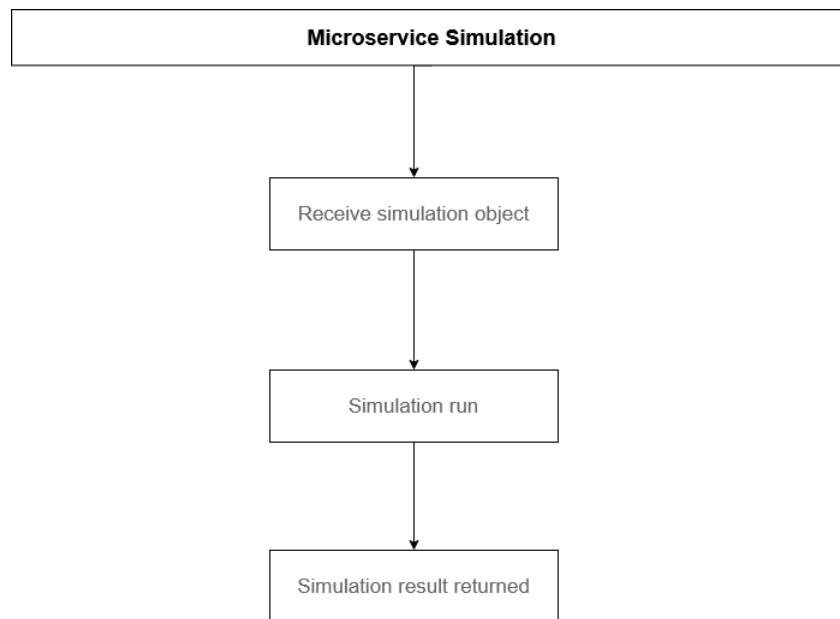 Microservice Simulation
Receive simulation object
Simulation run
Simulation result returned